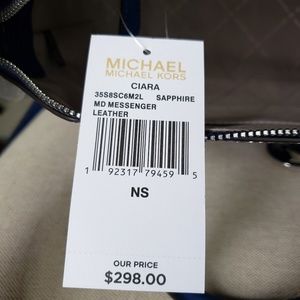 MICHAEL
MICHAEL KORS
CIARA
35S8SC6M2L SAPPHIRE
MD MESSENGER
LEATHER
1 92317 79459 5
NS
OUR PRICE
$298.00